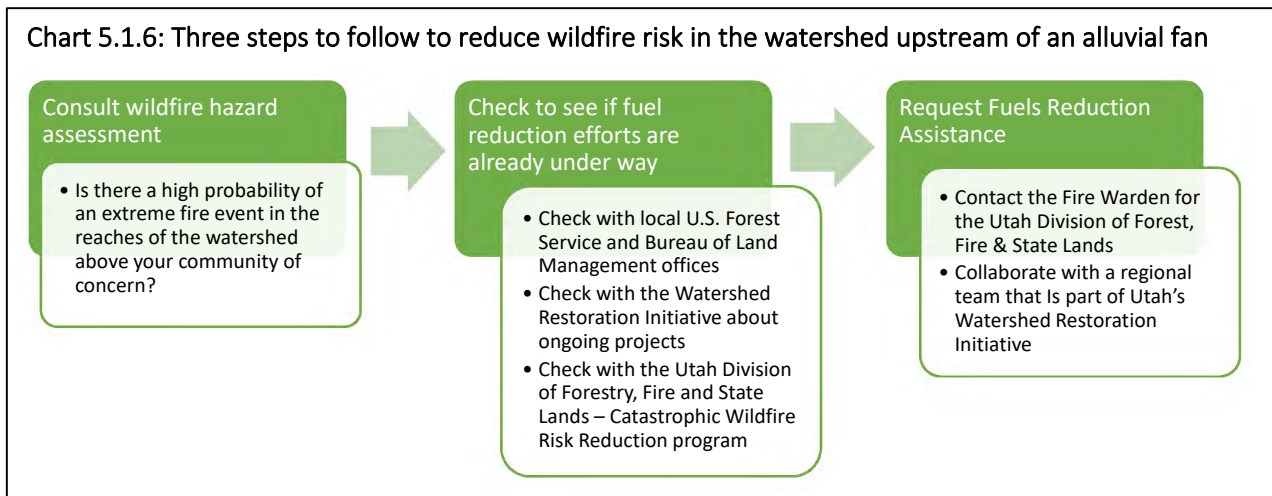 Chart 5.1.6: Three steps to follow to reduce wildfire risk in the watershed upstream of an alluvial fan
Consult wildfire hazard
assessment
• Is there a high probability of
an extreme fire event in the
reaches of the watershed
above your community of
concern?
Check to see if fuel
reduction efforts are
already under way
• Check with local U.S. Forest
Service and Bureau of Land
Management offices
• Check with the Watershed
Restoration Initiative about
ongoing projects
• Check with the Utah Division
of Forestry, Fire and State
Lands – Catastrophic Wildfire
Risk Reduction program
Request Fuels Reduction
Assistance
• Contact the Fire Warden for
the Utah Division of Forest,
Fire & State Lands
• Collaborate with a regional
team that Is part of Utah’s
Watershed Restoration
Initiative